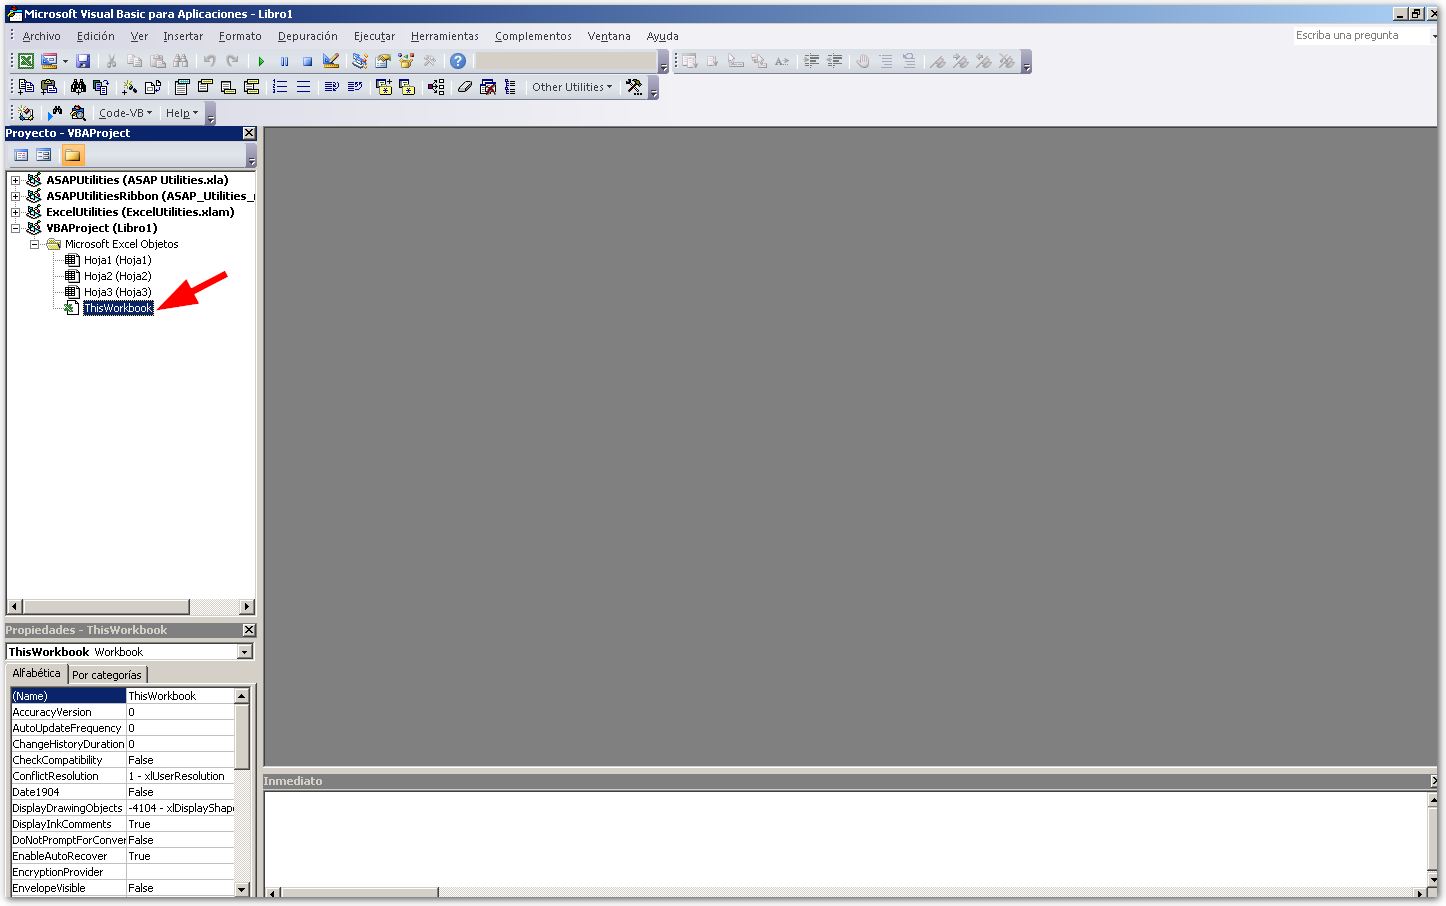 Microsoft Visual Basic para Aplicaciones - Libro1
Archivo Edición Ver Insertar Formato Depuración Ejecutar Herramientas Complementos Ventana Ayuda
Escriba una pregunta
Other Utilities
Code-VB Help
Proyecto - VBAProject
ASAPUtilities (ASAP Utilities.xla)
ASAPUtilitiesRibbon (ASAP_Utilities_
ExcelUtilities (ExcelUtilities.xlam)
VBAProject (Libro1)
Microsoft Excel Objetos
Hoja1 (Hoja1)
Hoja2 (Hoja2)
Hoja3 (Hoja3)
ThisWorkbook
Propiedades - ThisWorkbook
ThisWorkbook Workbook
Alfabética Por categorías
(Name) ThisWorkbook
AccuracyVersion 0
AutoUpdateFrequency 0
ChangeHistoryDuration 0
CheckCompatibility False
ConflictResolution 1 - xlUserResolution
Date1904 False
DisplayDrawingObjects -4104 - xlDisplayShape
DisplayInkComments True
DoNotPromptForConver False
EnableAutoRecover True
EncryptionProvider
EnvelopeVisible False
Inmediato